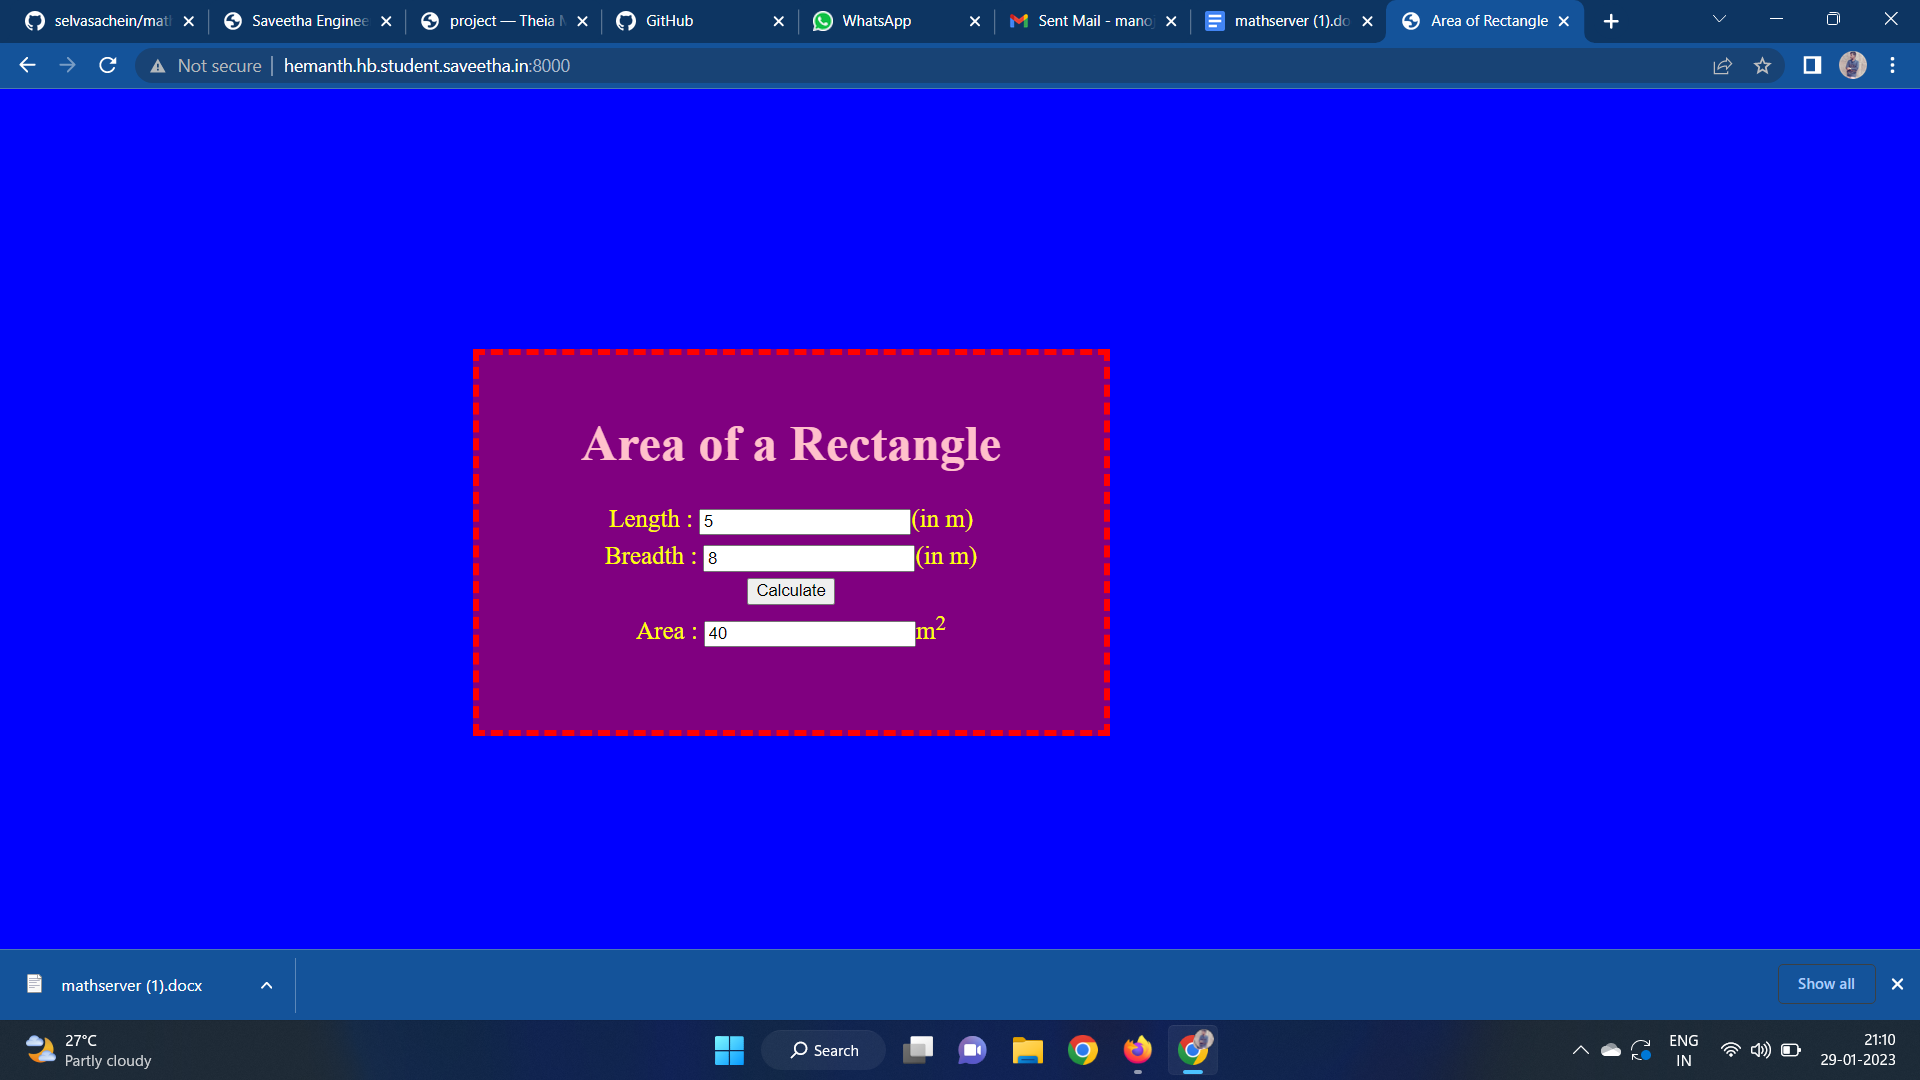 selvasachein/mat
Saveetha Enginee
project — Theia
GitHub
WhatsApp
Sent Mail - mano
mathserver (1).do
Area of Rectangle
Not secure
hemanth.hb.student.saveetha.in:8000
Area of a Rectangle
Length : 5 (in m)
Breadth : 8 (in m)
Calculate
Area : 40 m²
mathserver (1).docx
Show all
27°C
Partly cloudy
Search
ENG
IN
21:10
29-01-2023